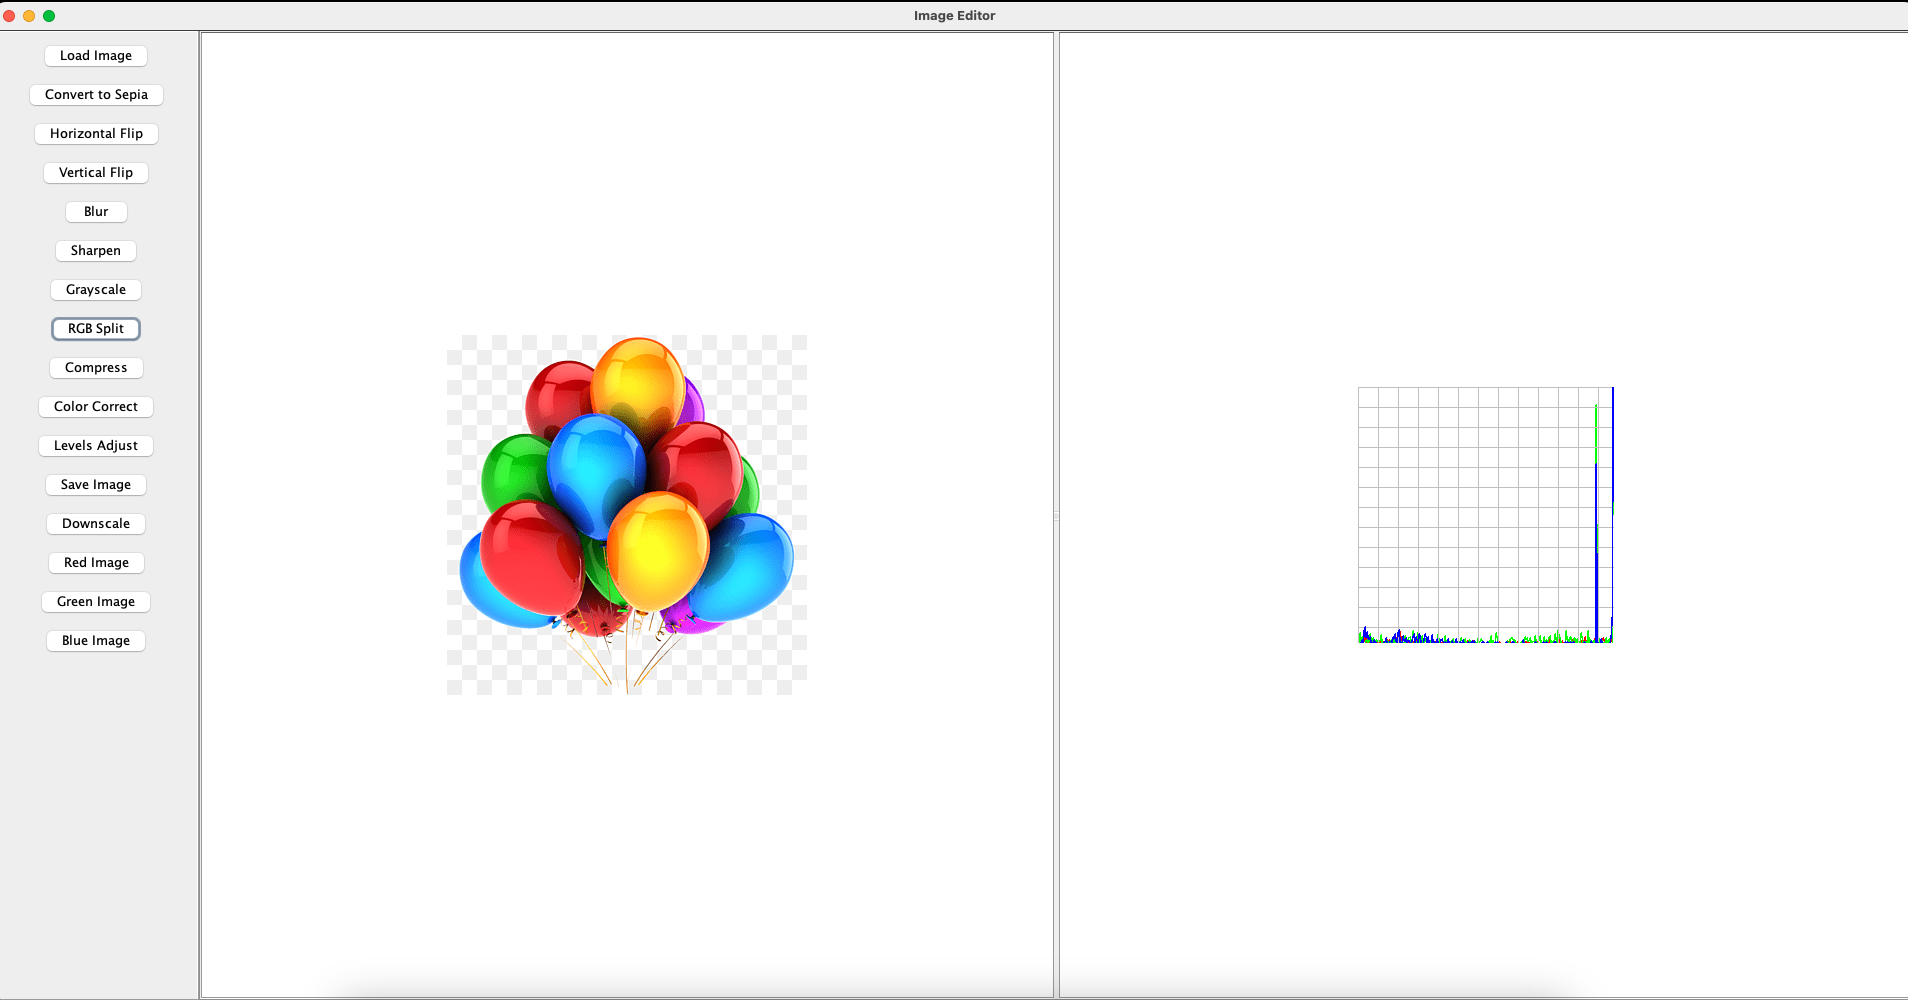 Image Editor
Load Image
Convert to Sepia
Horizontal Flip
Vertical Flip
Blur
Sharpen
Grayscale
RGB Split
Compress
Color Correct
Levels Adjust
Save Image
Downscale
Red Image
Green Image
Blue Image